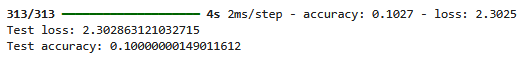 313/313 ━━━━━━━━━━━━━━━━━━━━ 4s 2ms/step - accuracy: 0.1027 - loss: 2.3025
Test loss: 2.302863121032715
Test accuracy: 0.10000000149011612